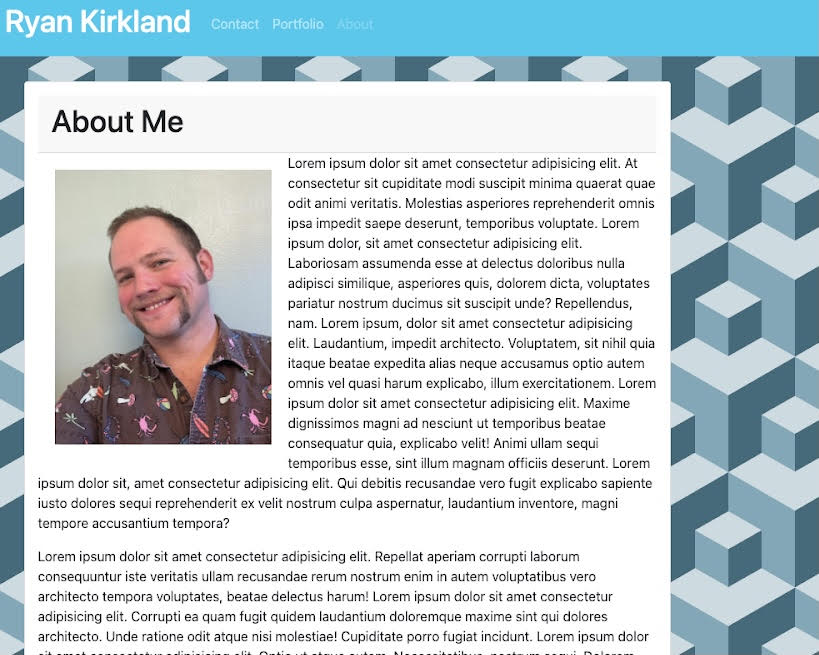 Ryan Kirkland
Contact Portfolio About
About Me
Lorem ipsum dolor sit amet consectetur adipisicing elit. At
consectetur sit cupiditate modi suscipit minima quaerat quae
odit animi veritatis. Molestias asperiores reprehenderit omnis
ipsa impedit saepe deserunt, temporibus voluptate. Lorem
ipsum dolor, sit amet consectetur adipisicing elit.
Laboriosam assumenda esse at delectus doloribus nulla
adipisci similique, asperiores quis, dolorem dicta, voluptates
pariatur nostrum ducimus sit suscipit unde? Repellendus,
nam. Lorem ipsum, dolor sit amet consectetur adipisicing
elit. Laudantium, impedit architecto. Voluptatem, sit nihil quia
itaque beatae expedita alias neque accusamus optio autem
omnis vel quasi harum explicabo, illum exercitationem. Lorem
ipsum dolor sit amet consectetur adipisicing elit. Maxime
dignissimos magni ad nesciunt ut temporibus beatae
consequatur quia, explicabo velit! Animi ullam sequi
temporibus esse, sint illum magnam officiis deserunt. Lorem
ipsum dolor sit, amet consectetur adipisicing elit. Qui debitis recusandae vero fugit explicabo sapiente
iusto dolores sequi reprehenderit ex velit nostrum culpa aspernatur, laudantium inventore, magni
tempore accusantium tempora?
Lorem ipsum dolor sit amet consectetur adipisicing elit. Repellat aperiam corrupti laborum
consequuntur iste veritatis ullam recusandae rerum nostrum enim in autem voluptatibus vero
architecto tempora voluptates, beatae delectus harum! Lorem ipsum dolor sit amet consectetur
adipisicing elit. Corrupti ea quam fugit quidem laudantium doloremque maxime sint qui dolores
architecto. Unde ratione odit atque nisi molestiae! Cupiditate porro fugiat incidunt. Lorem ipsum dolor